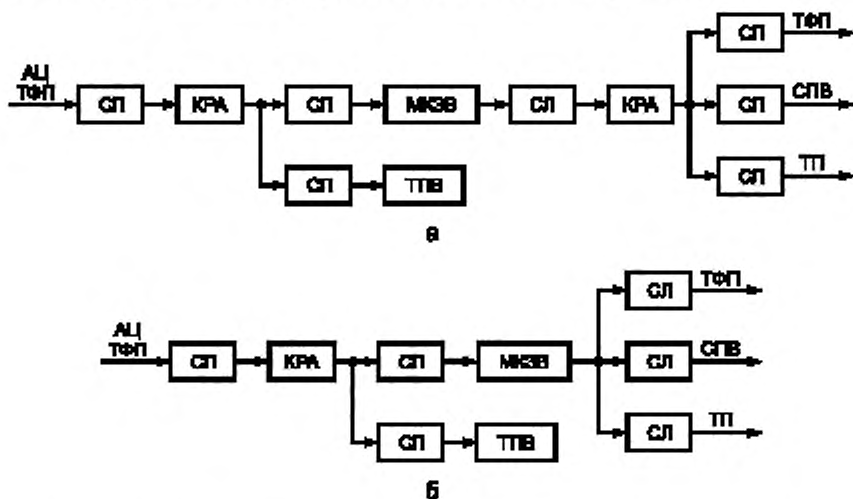 СЛ ТФП
АЦ
ТФП СЛ КРА СЛ МКЗВ СЛ КРА СЛ СПВ
СЛ ТПВ СЛ ТП
а
СЛ ТФП
АЦ
ТФП СЛ КРА СЛ МКЗВ СЛ СПВ
СЛ ТПВ СЛ ТП
б